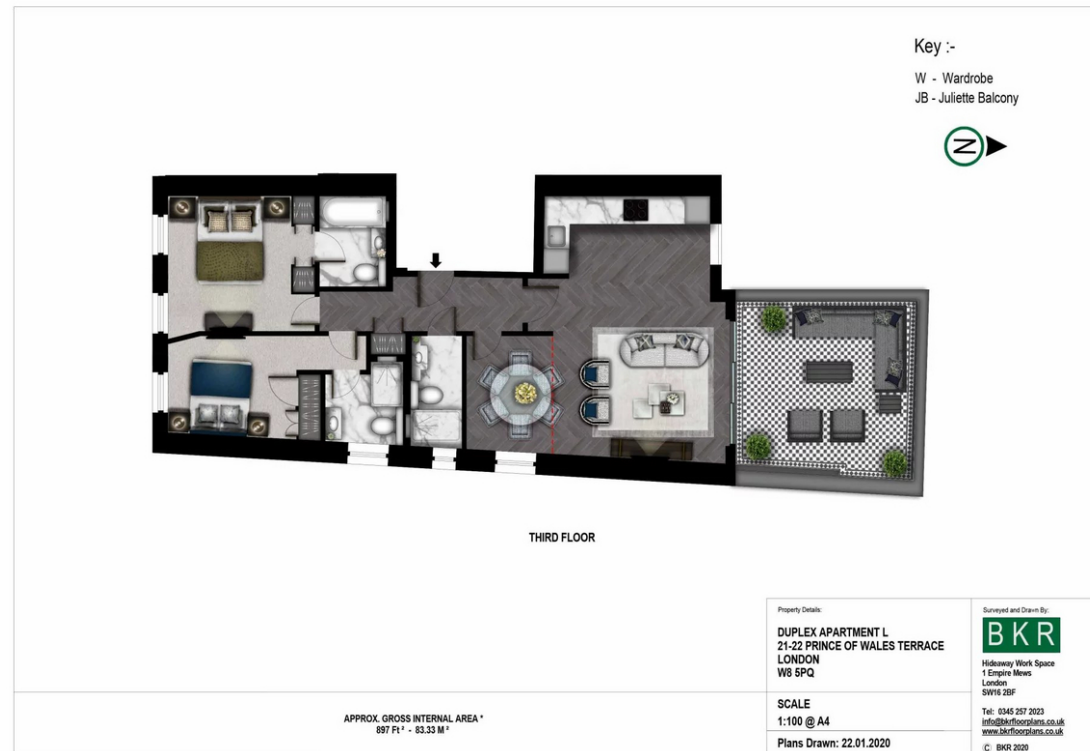 Key :-
W - Wardrobe
JB - Juliette Balcony
N
THIRD FLOOR
APPROX. GROSS INTERNAL AREA *
897 Ft ² - 83.33 M ²
Property Details:
DUPLEX APARTMENT L
21-22 PRINCE OF WALES TERRACE
LONDON
W8 5PQ
SCALE
1:100 @ A4
Plans Drawn: 22.01.2020
Surveyed and Drawn By:
BKR
Hideaway Work Space
1 Empire Mews
London
SW16 2BF
Tel: 0345 257 2023
info@bkrfloorplans.co.uk
www.bkrfloorplans.co.uk
C BKR 2020